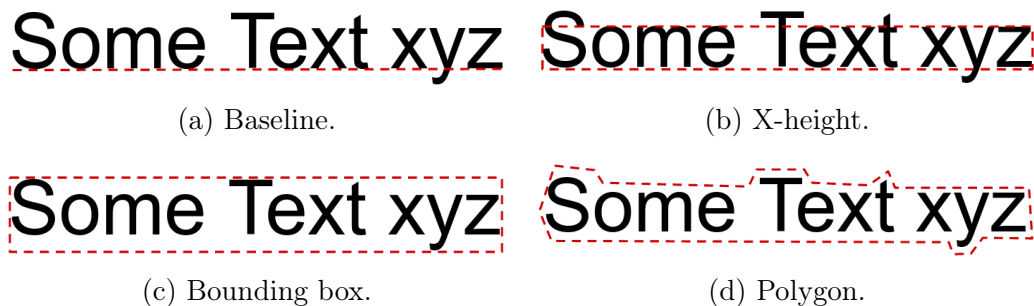 Some Text xyz
(a) Baseline.
Some Text xyz
(b) X-height.
Some Text xyz
(c) Bounding box.
Some Text xyz
(d) Polygon.